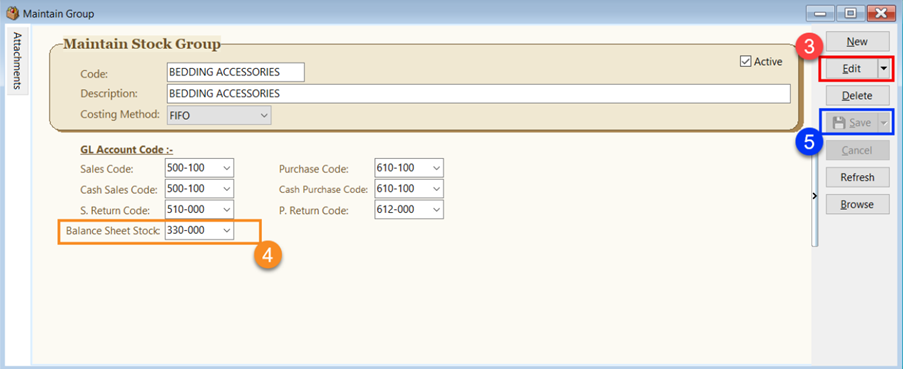 Maintain Group
Attachments
Maintain Stock Group
Active
Code: BEDDING ACCESSORIES
Description: BEDDING ACCESSORIES
Costing Method: FIFO
GL Account Code :-
Sales Code: 500-100 Purchase Code: 610-100
Cash Sales Code: 500-100 Cash Purchase Code: 610-100
S. Return Code: 510-000 P. Return Code: 612-000
Balance Sheet Stock: 330-000
4
New
3
Edit
Delete
Save
5
Cancel
Refresh
Browse